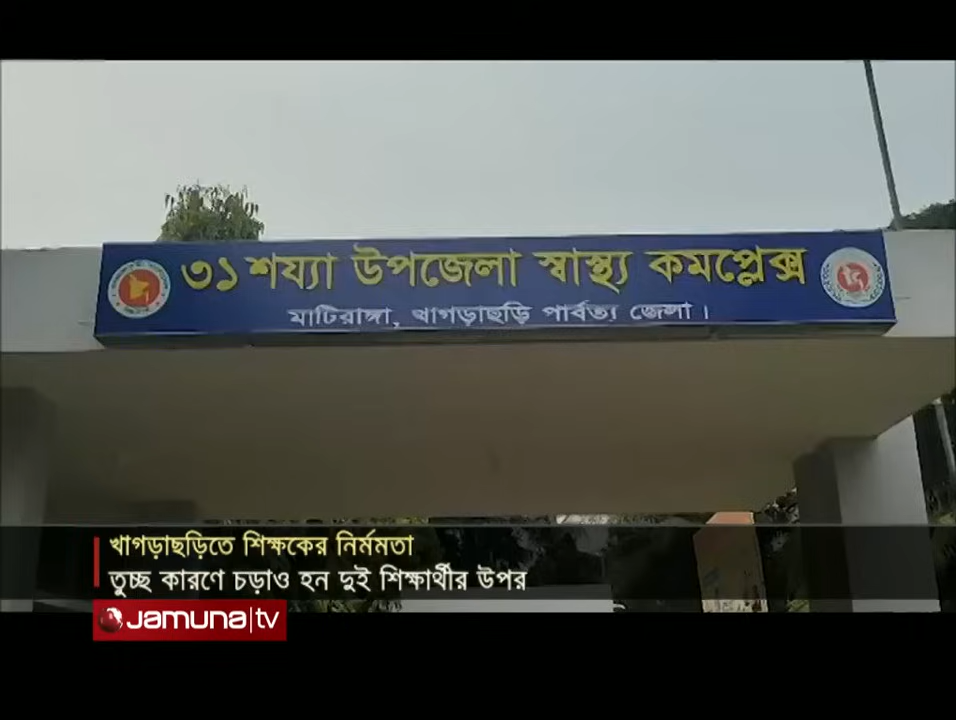 ৩১ শয্যা উপজেলা স্বাস্থ্য কমপ্লেক্স
মাটিরাঙ্গা, খাগড়াছড়ি পার্বত্য জেলা।
খাগড়াছড়িতে শিক্ষকের নির্মমতা
তুচ্ছ কারণে চড়াও হন দুই শিক্ষার্থীর উপর
Jamuna|tv